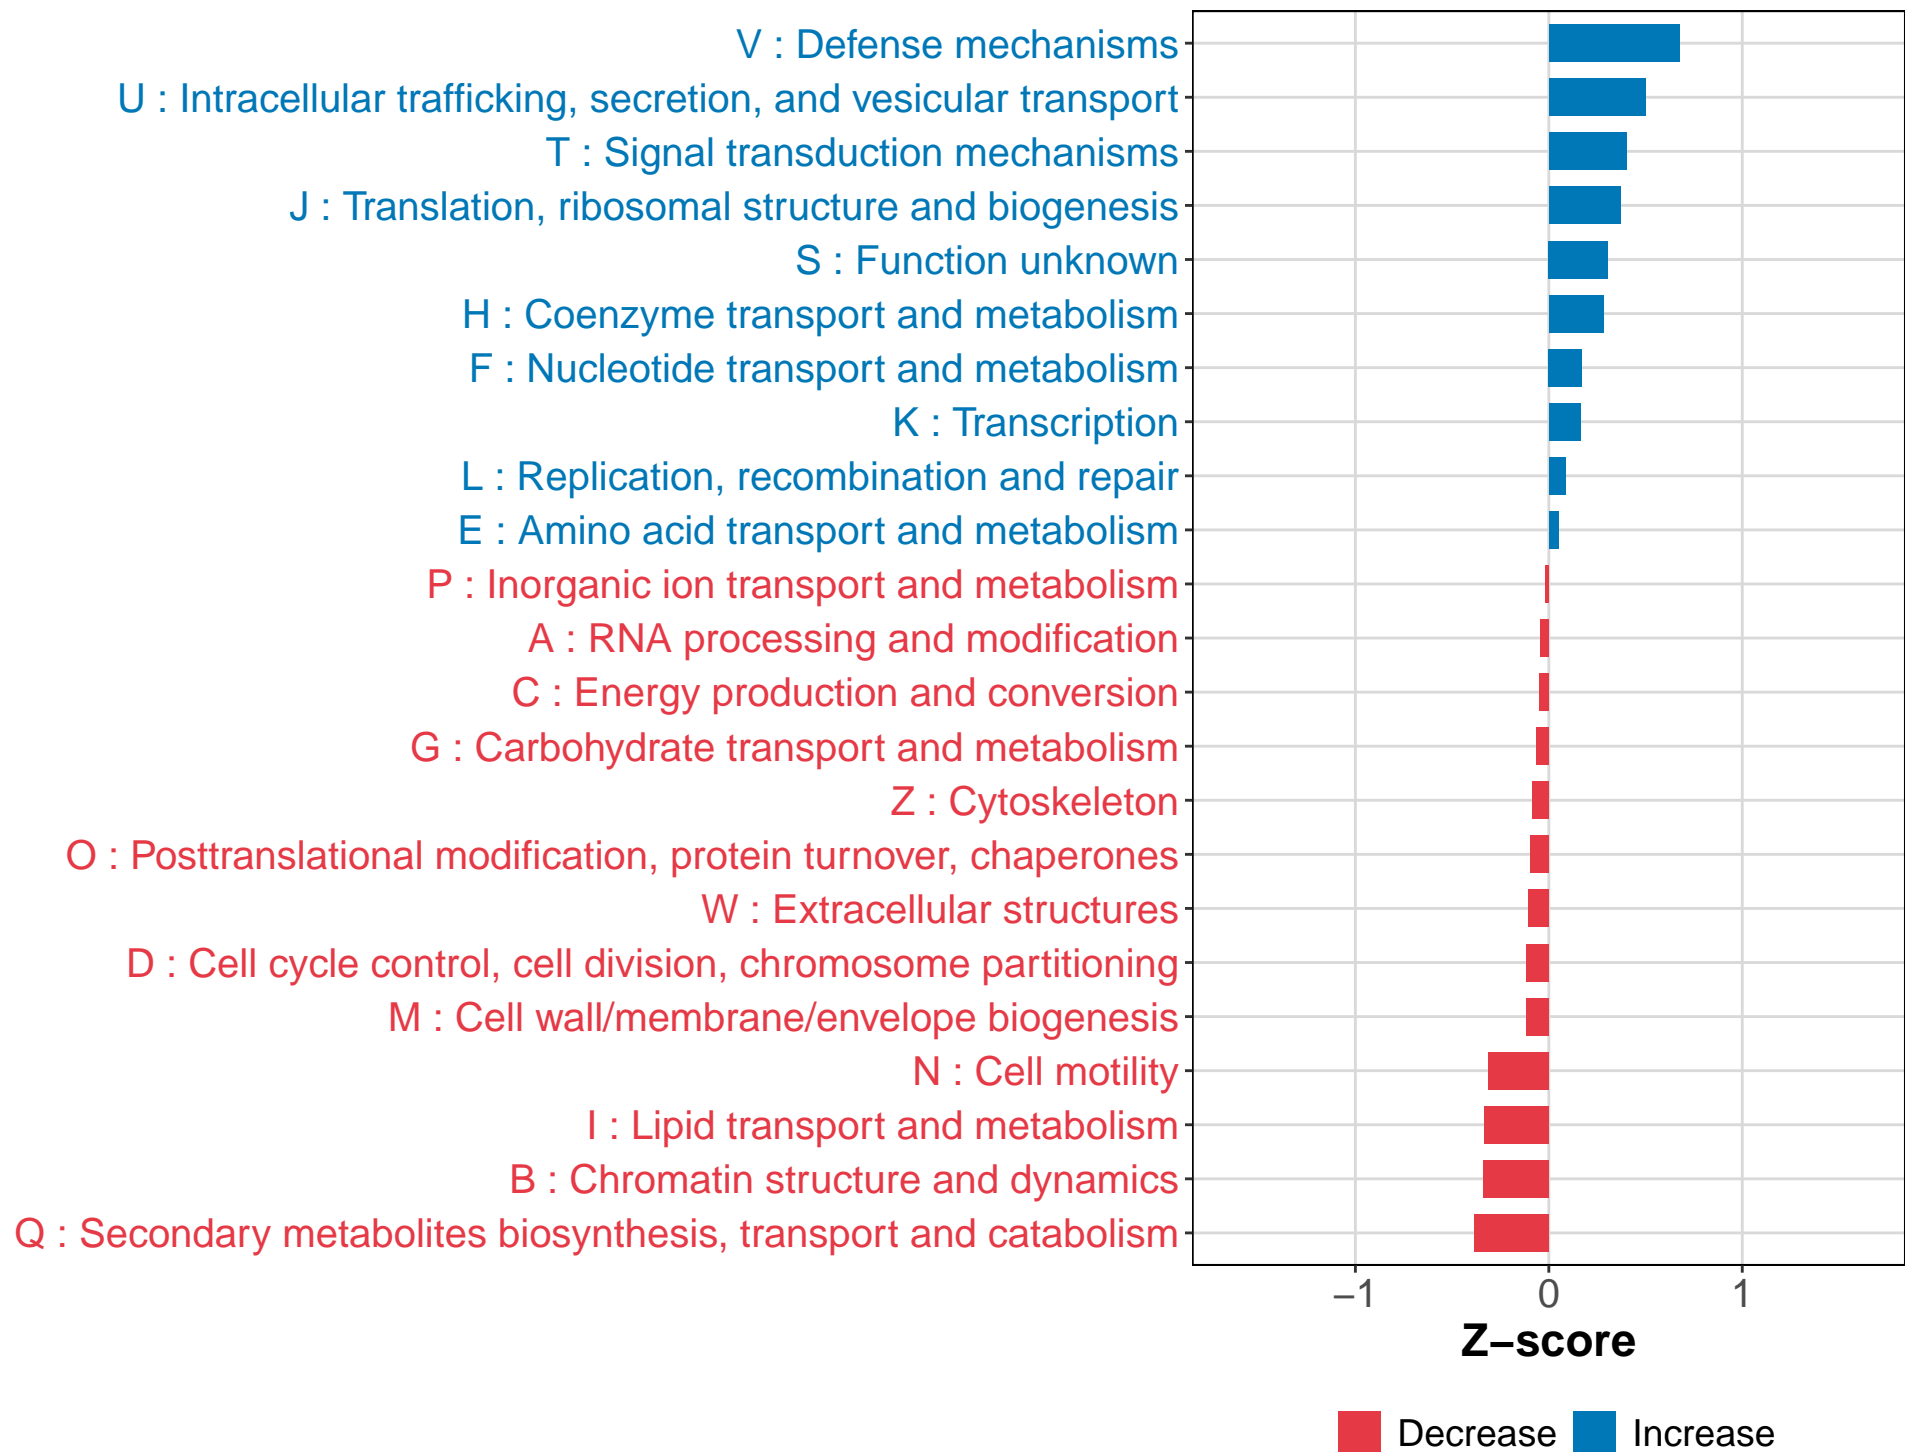 V : Defense mechanisms
U : Intracellular trafficking, secretion, and vesicular transport
T : Signal transduction mechanisms
J : Translation, ribosomal structure and biogenesis
S : Function unknown
H : Coenzyme transport and metabolism
F : Nucleotide transport and metabolism
K : Transcription
L : Replication, recombination and repair
E : Amino acid transport and metabolism
P : Inorganic ion transport and metabolism
A : RNA processing and modification
C : Energy production and conversion
G : Carbohydrate transport and metabolism
Z : Cytoskeleton
O : Posttranslational modification, protein turnover, chaperones
W : Extracellular structures
D : Cell cycle control, cell division, chromosome partitioning
M : Cell wall/membrane/envelope biogenesis
N : Cell motility
I : Lipid transport and metabolism
B : Chromatin structure and dynamics
Q : Secondary metabolites biosynthesis, transport and catabolism
−1 0 1
Z−score
Decrease Increase